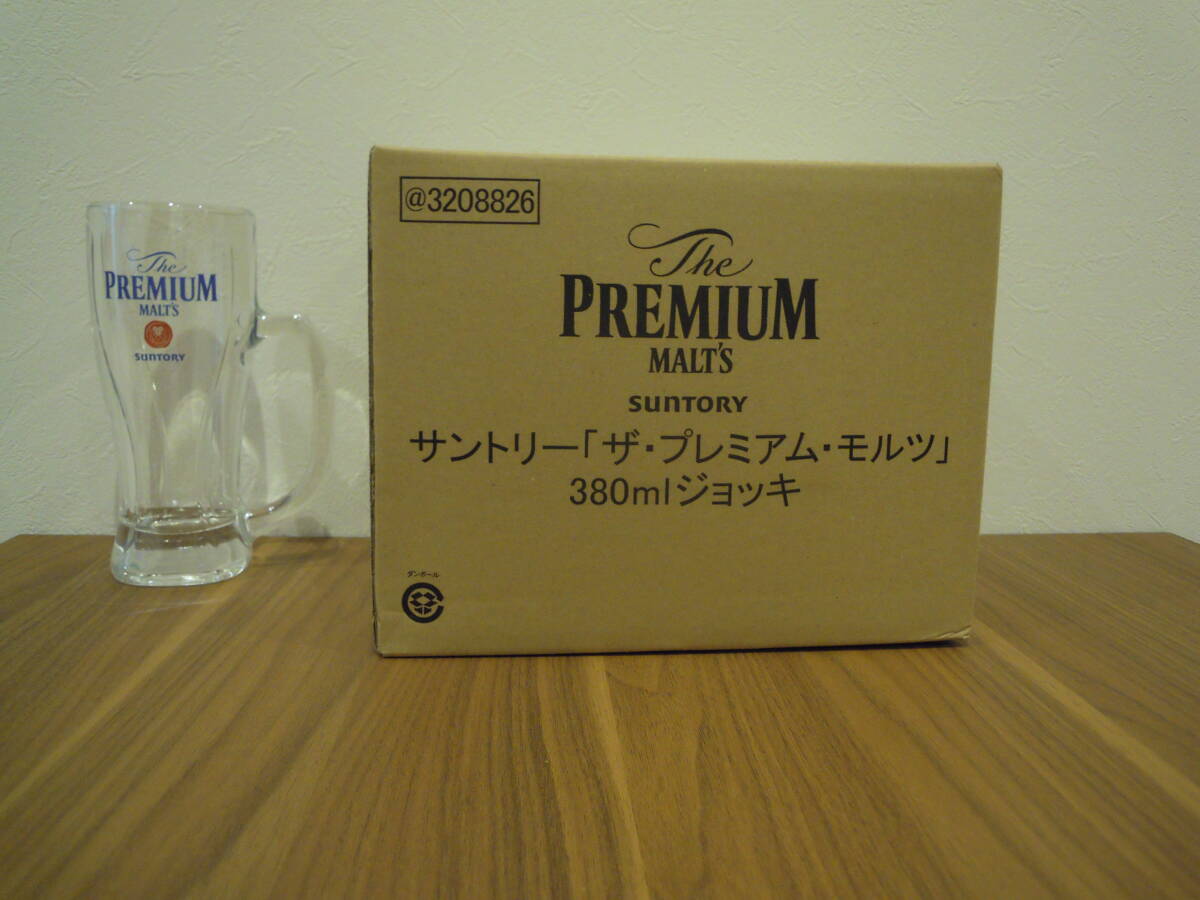 The
PREMIUM
MALT'S
SUNTORY
@3208826
The
PREMIUM
MALT'S
SUNTORY
サントリー「ザ・プレミアム・モルツ」
380mlジョッキ
ダンボール